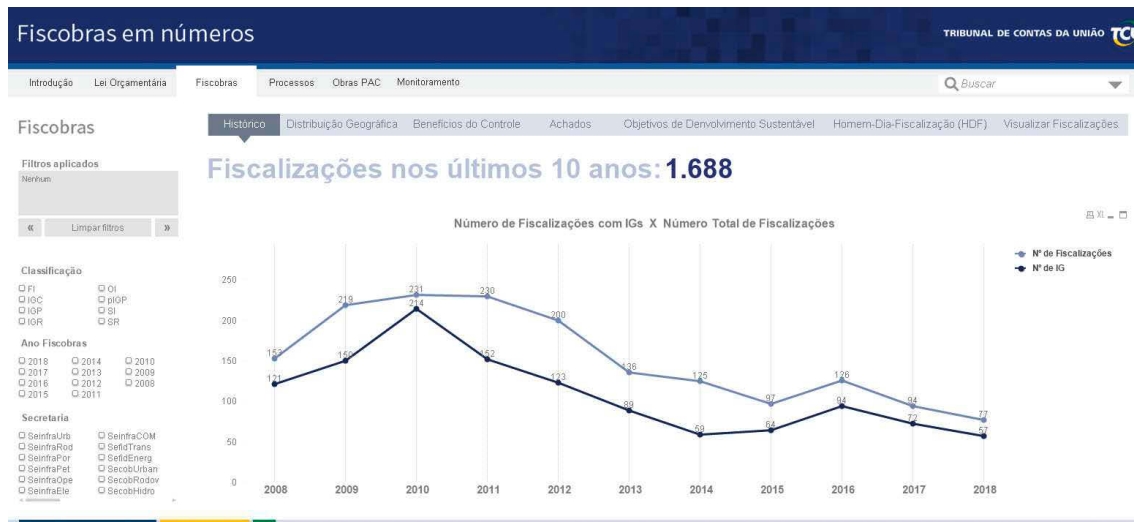 Fiscobras em números
TRIBUNAL DE CONTAS DA UNIÃO TCU
Introdução Lei Orçamentária Fiscobras Processos Obras PAC Monitoramento Buscar
Fiscobras
Histórico Distribuição Geográfica Benefícios do Controle Achados Objetivos de Denvolvimento Sustentável Homem-Dia-Fiscalização (HDF) Visualizar Fiscalizações
Filtros aplicados
Nenhum
« Limpar filtros »
Fiscalizações nos últimos 10 anos: 1.688
Número de Fiscalizações com IGs X Número Total de Fiscalizações
XL
Nº de Fiscalizações
Nº de IG
Classificação
FI OI
IGC pIGP
IGP SI
IGR SR
Ano Fiscobras
2018 2014 2010
2017 2013 2009
2016 2012 2008
2015 2011
Secretaria
SeinfraUrb SeinfraCOM
SeinfraRod SefidTrans
SeinfraPor SefidEnerg
SeinfraPet SecobUrban
SeinfraOpe SecobRodov
SeinfraEle SecobHidro
250
200
150
100
50
0
153 219 231 230 200 136 125 97 126 94 77
121 150 214 152 123 89 59 64 94 72 57
2008 2009 2010 2011 2012 2013 2014 2015 2016 2017 2018